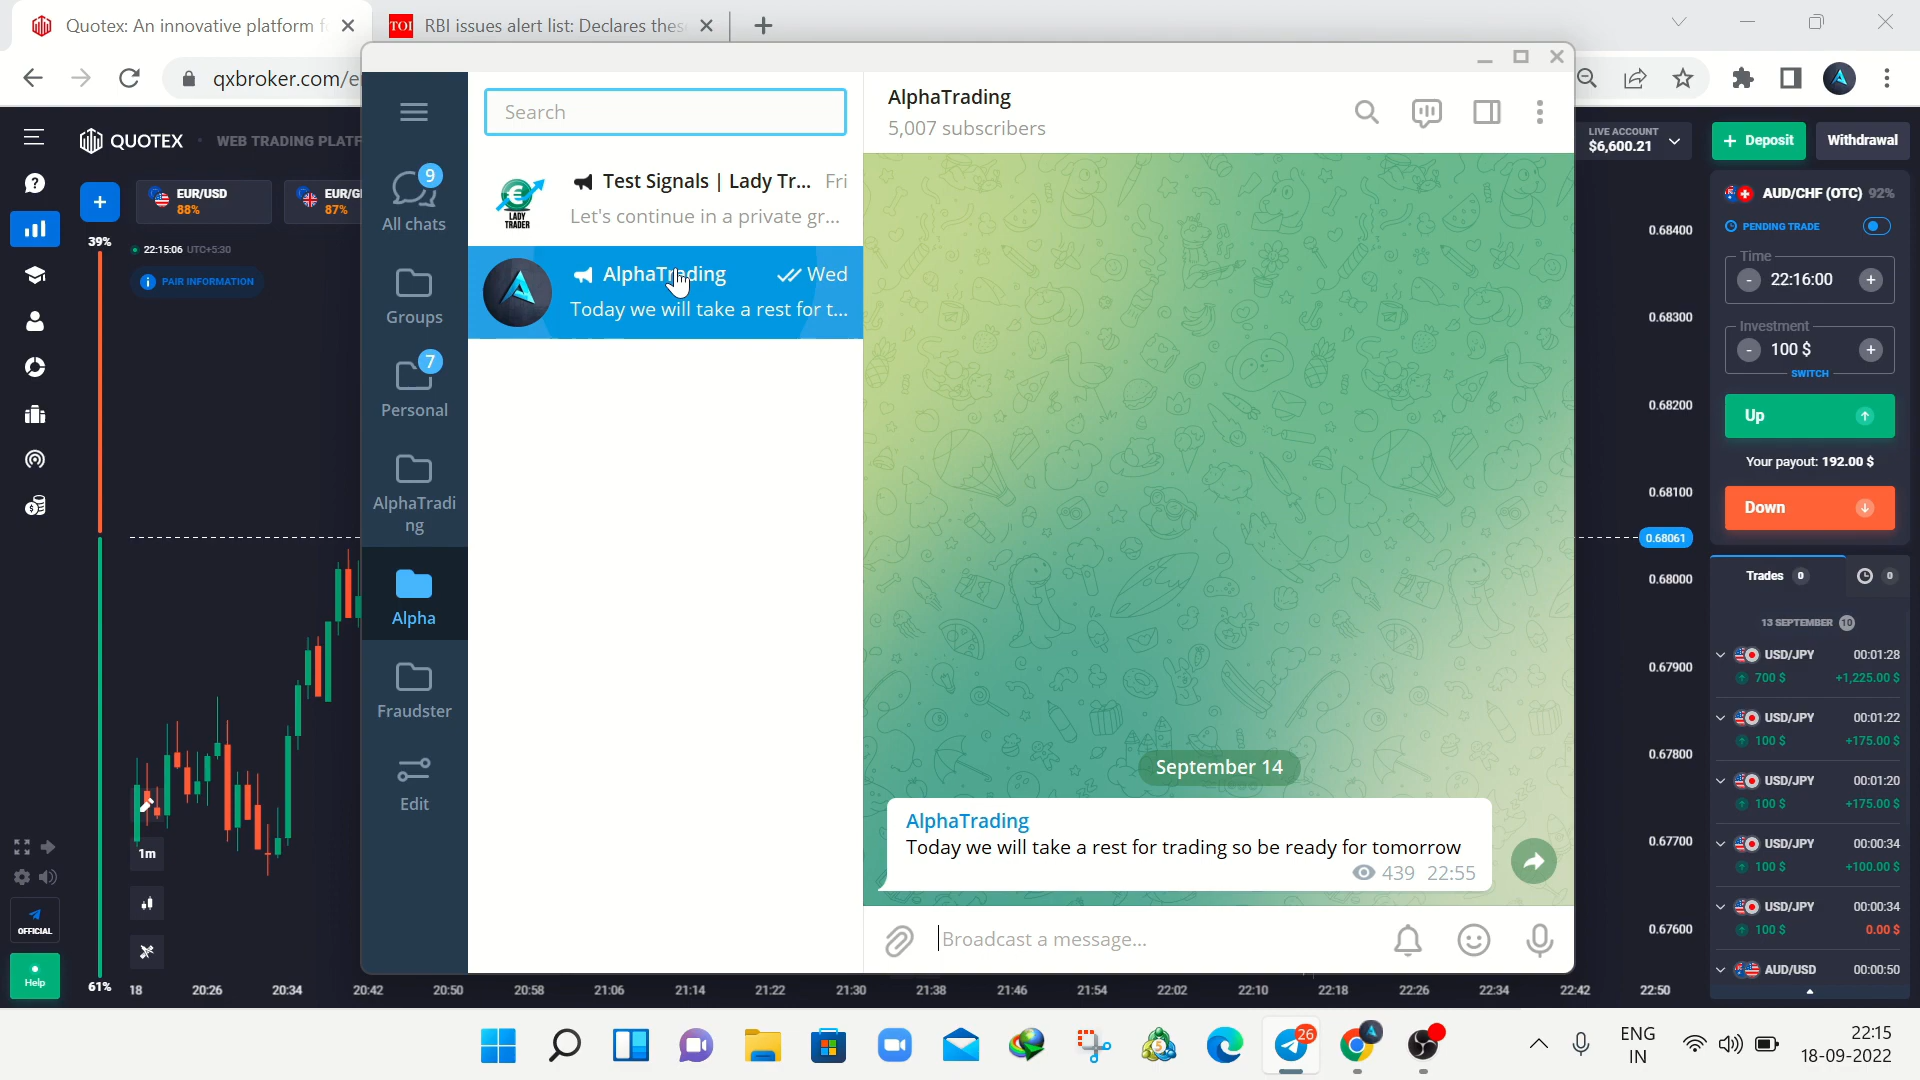 Quotex: An innovative platform f
TOI RBI issues alert list: Declares thes
qxbroker.com/e
QUOTEX WEB TRADING PLATF
LIVE ACCOUNT
$6,600.21
+ Deposit
Withdrawal
EUR/USD
88%
EUR/G
87%
39%
22:15:06 UTC+5:30
PAIR INFORMATION
61%
1m
OFFICIAL
Help
9
All chats
Groups
7
Personal
AlphaTradi
ng
Alpha
Fraudster
Edit
Search
€
LADY
TRADER
Test Signals | Lady Tr... Fri
Let's continue in a private gr...
AlphaTrading Wed
Today we will take a rest for t...
AlphaTrading
5,007 subscribers
September 14
AlphaTrading
Today we will take a rest for trading so be ready for tomorrow
439 22:55
Broadcast a message...
0.68400
0.68300
0.68200
0.68100
0.68061
0.68000
0.67900
0.67800
0.67700
0.67600
AUD/CHF (OTC) 92%
PENDING TRADE
Time
- 22:16:00 +
Investment
- 100 $ +
SWITCH
Up
Your payout: 192.00 $
Down
Trades 0
0
13 SEPTEMBER 10
USD/JPY 00:01:28
700 $ +1,225.00 $
USD/JPY 00:01:22
100 $ +175.00 $
USD/JPY 00:01:20
100 $ +175.00 $
USD/JPY 00:00:34
100 $ +100.00 $
USD/JPY 00:00:34
100 $ 0.00 $
AUD/USD 00:00:50
18 20:26 20:34 20:42 20:50 20:58 21:06 21:14 21:22 21:30 21:38 21:46 21:54 22:02 22:10 22:18 22:26 22:34 22:42 22:50
26
ENG
IN
22:15
18-09-2022